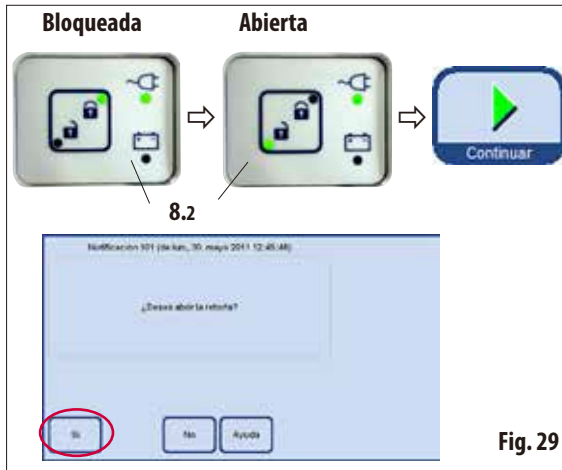 Bloqueada
Abierta
Continuar
8.2
Notificación 101 (de lun., 30. mayo 2011 12:45:48)
¿Desea abrir la retorta?
Sí
No
Ayuda
Fig. 29